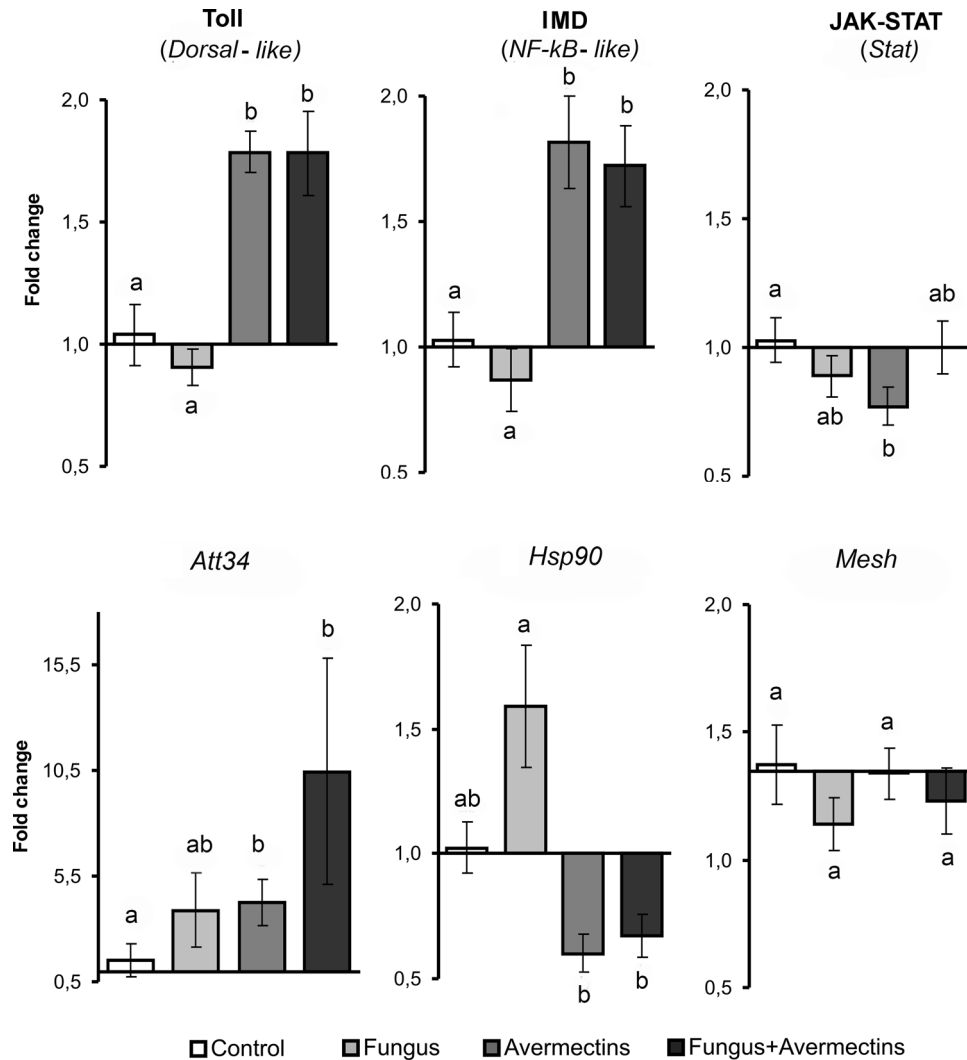 Toll
(Dorsal-like)
Fold change
2,0
1,5
1,0
0,5
a
a
b
b
IMD
(NF-kB-like)
2,0
1,5
1,0
0.5
a
a
b
b
JAK-STAT
(Stat)
2,0
1,5
1,0
0.5
a
ab
b
ab
Att34
Fold change
15,5
10,5
5,5
0,5
a
ab
b
b
Hsp90
2,0
1,5
1,0
0,5
ab
a
b
b
Mesh
2,0
1,5
1,0
0,5
a
a
a
a
Control Fungus Avermectins Fungus+Avermectins